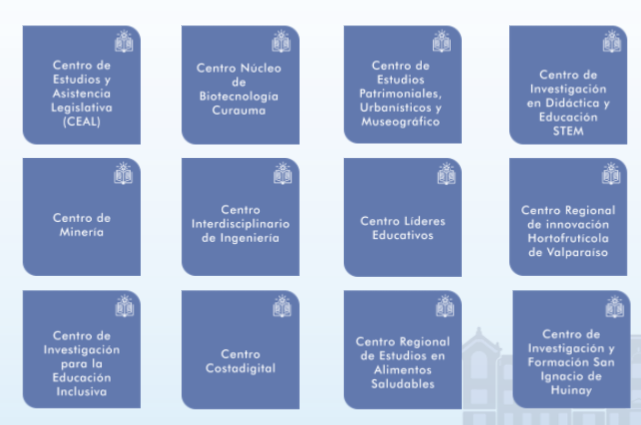 Centro de
Estudios y
Asistencia
Legislativa
(CEAL)
Centro Núcleo
de
Biotecnología
Curauma
Centro de
Estudios
Patrimoniales,
Urbanísticos y
Museográfico
Centro de
Investigación
en Didáctica y
Educación
STEM
Centro de
Minería
Centro
Interdisciplinario
de Ingeniería
Centro Líderes
Educativos
Centro Regional
de innovación
Hortofrutícola
de Valparaíso
Centro de
Investigación
para la
Educación
Inclusiva
Centro
Costadigital
Centro Regional
de Estudios en
Alimentos
Saludables
Centro de
Investigación y
Formación San
Ignacio de
Huinay